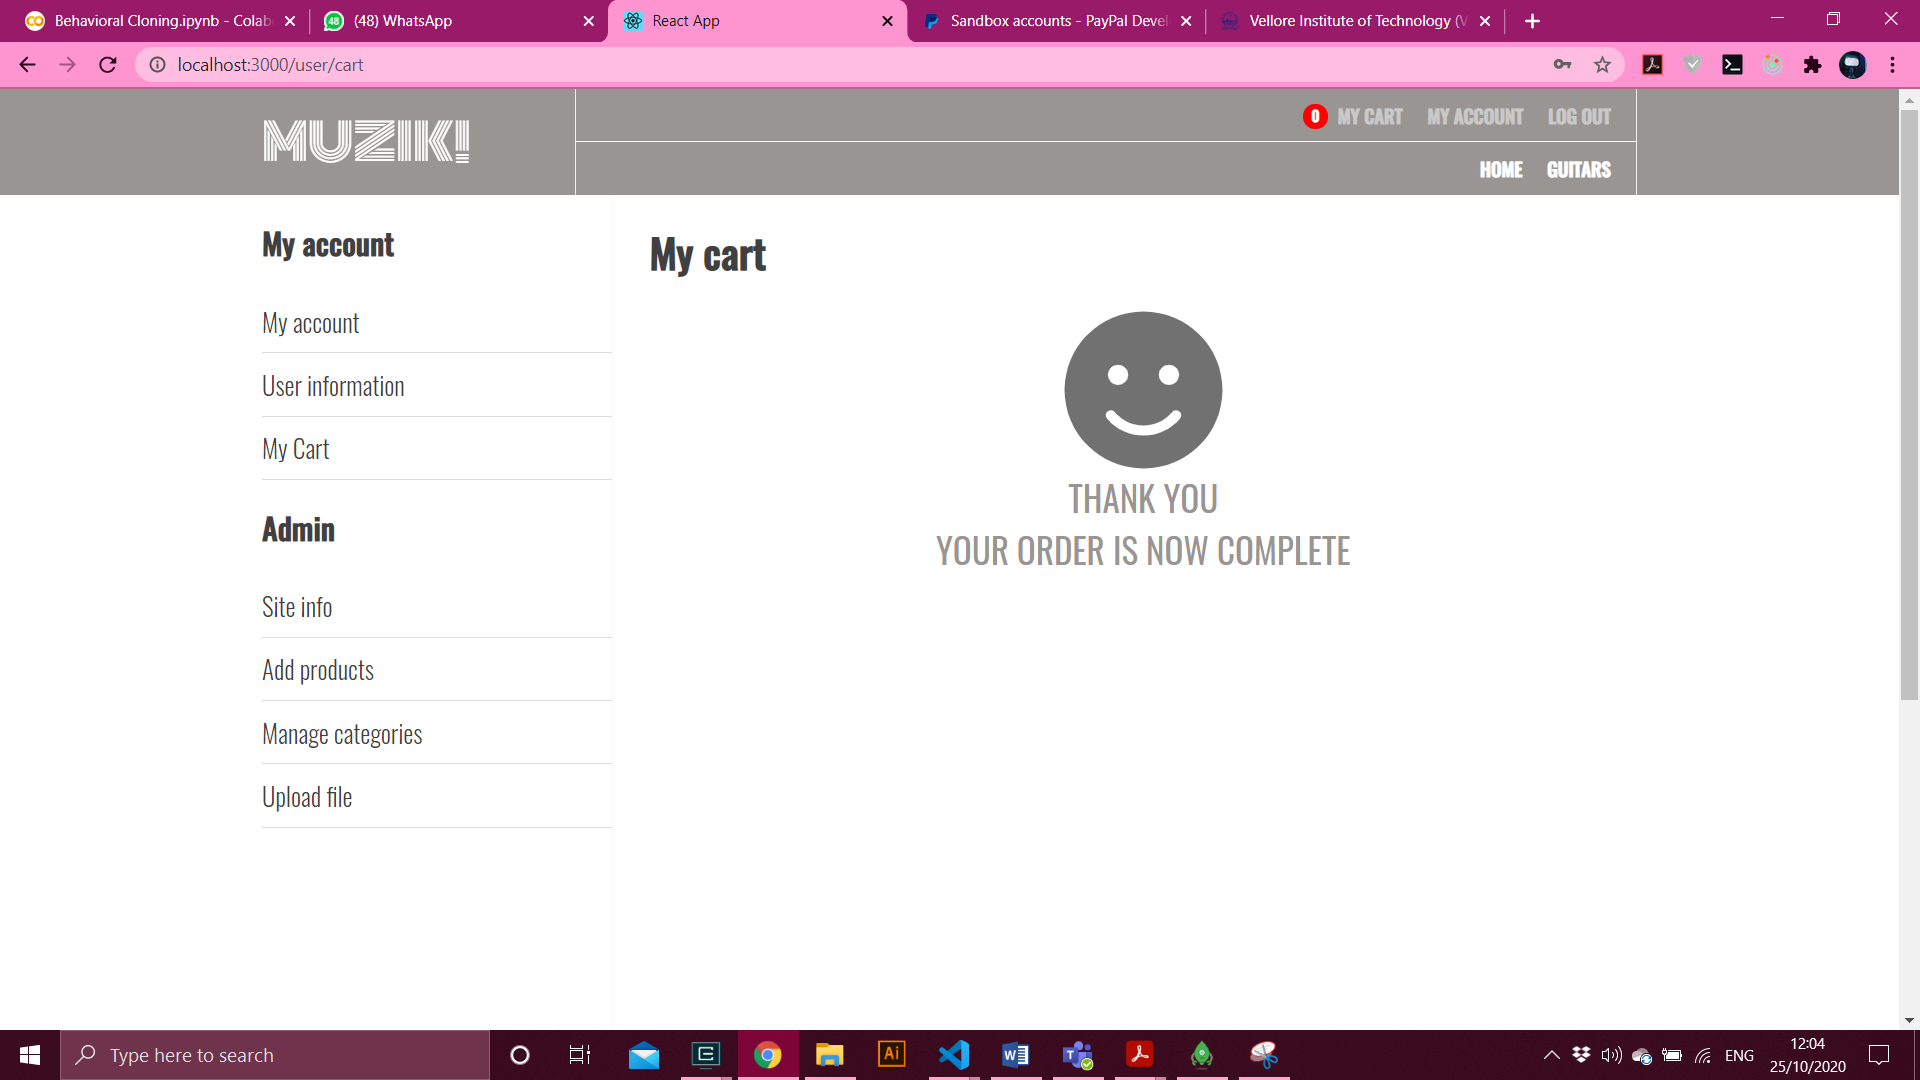 Behavioral Cloning.ipynb - Colab
(48) WhatsApp
React App
Sandbox accounts - PayPal Devel
Vellore Institute of Technology (V
localhost:3000/user/cart
MUZIK!
0 MY CART MY ACCOUNT LOG OUT
HOME GUITARS
My account
My account
User information
My Cart
Admin
Site info
Add products
Manage categories
Upload file
My cart
THANK YOU
YOUR ORDER IS NOW COMPLETE
Type here to search
Ai
ENG
12:04
25/10/2020